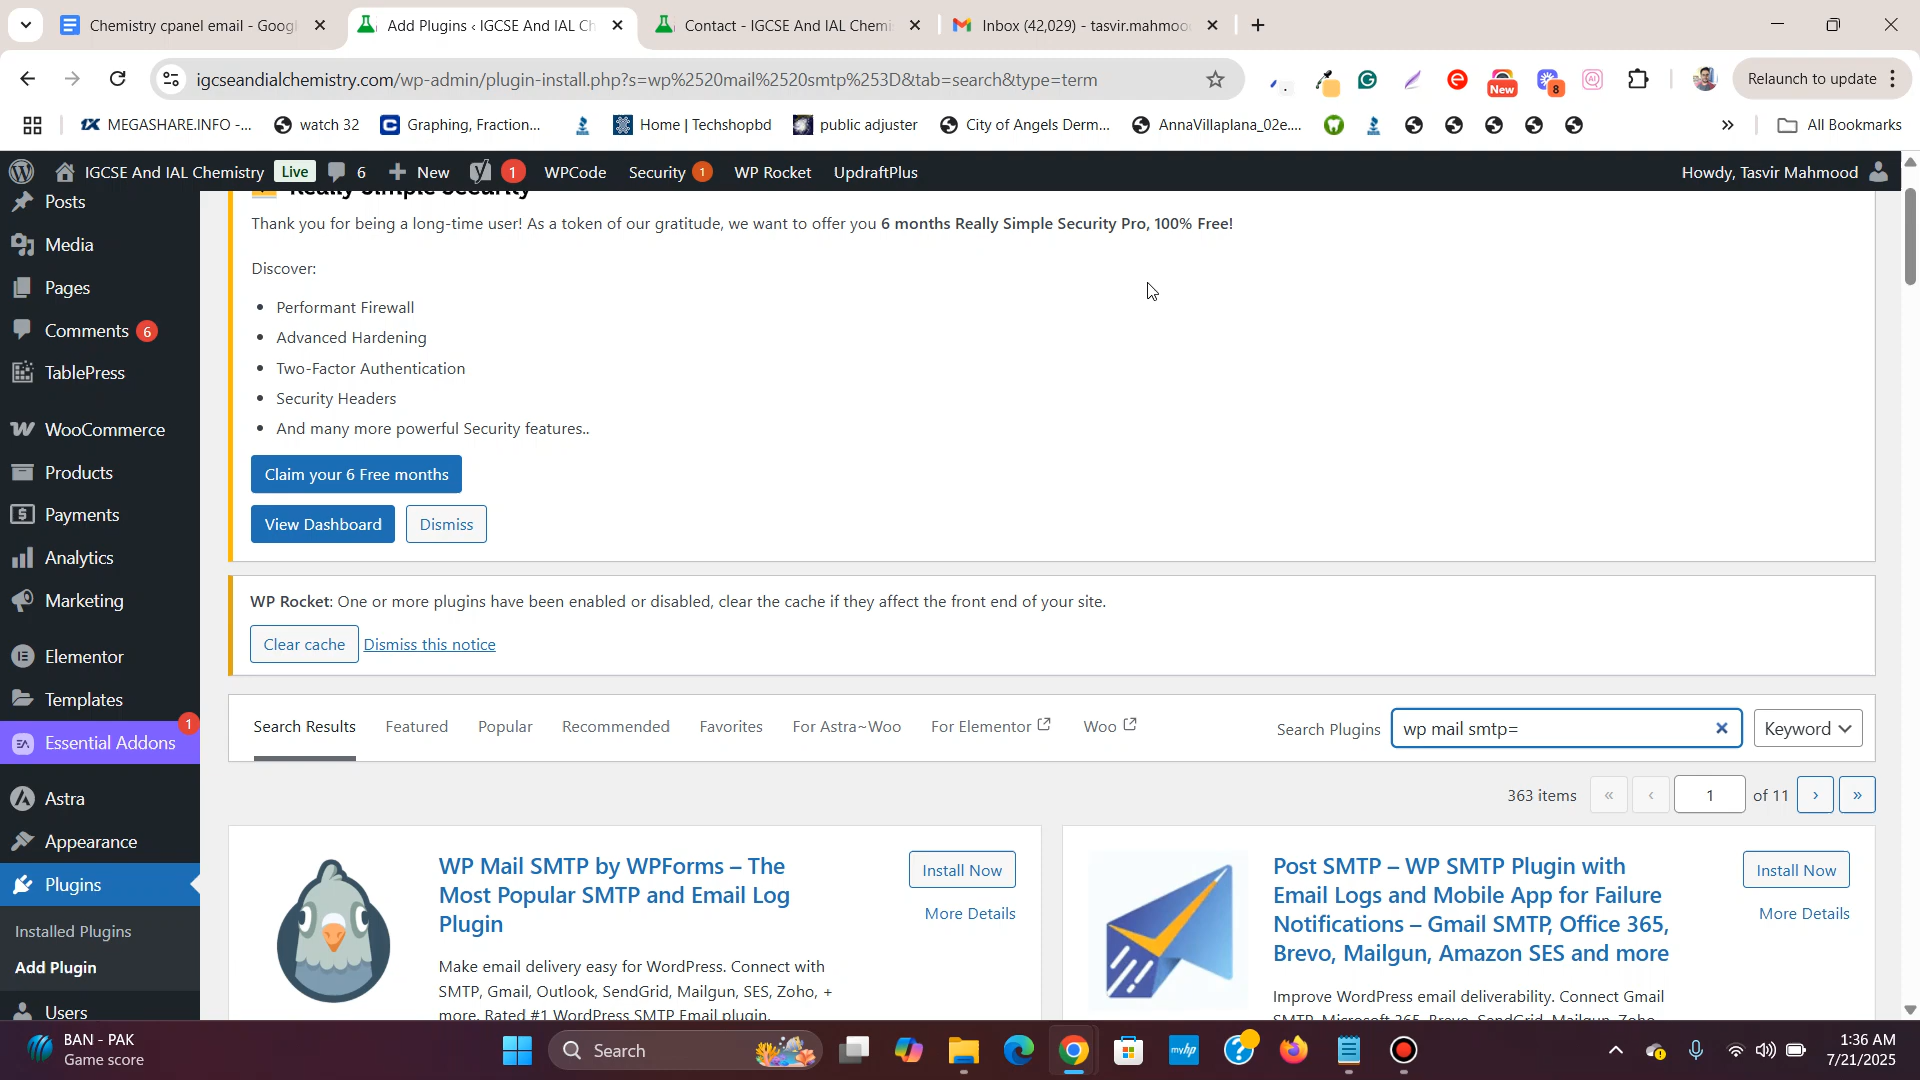 Chemistry cpanel email - Googl
Add Plugins ‹ IGCSE And IAL Ch
Contact - IGCSE And IAL Chemis
Inbox (42,029) - tasvir.mahmoo
igcseandialchemistry.com/wp-admin/plugin-install.php?s=wp%2520mail%2520smtp%253D&tab=search&type=term
New
8
Relaunch to update
MEGASHARE.INFO -...
watch 32
Graphing, Fraction...
Home | Techshopbd
public adjuster
City of Angels Derm...
AnnaVillaplana_02e....
»
All Bookmarks
IGCSE And IAL Chemistry
Live
6
New
1
WPCode
Security 1
WP Rocket
UpdraftPlus
Howdy, Tasvir Mahmood
Posts
Media
Pages
Comments 6
TablePress
WooCommerce
Products
Payments
Analytics
Marketing
Elementor
Templates
Essential Addons
1
Astra
Appearance
Plugins
Installed Plugins
Add Plugin
Users
Really Simple Security
Thank you for being a long-time user! As a token of our gratitude, we want to offer you 6 months Really Simple Security Pro, 100% Free!
Discover:
Performant Firewall
Advanced Hardening
Two-Factor Authentication
Security Headers
And many more powerful Security features..
Claim your 6 Free months
View Dashboard
Dismiss
WP Rocket: One or more plugins have been enabled or disabled, clear the cache if they affect the front end of your site.
Clear cache
Dismiss this notice
Search Results
Featured
Popular
Recommended
Favorites
For Astra~Woo
For Elementor
Woo
Search Plugins
wp mail smtp=
Keyword
363 items
«
‹
1
of 11
›
»
WP Mail SMTP by WPForms – The
Most Popular SMTP and Email Log
Plugin
Install Now
More Details
Make email delivery easy for WordPress. Connect with
SMTP, Gmail, Outlook, SendGrid, Mailgun, SES, Zoho, +
more. Rated #1 WordPress SMTP Email plugin.
Post SMTP – WP SMTP Plugin with
Email Logs and Mobile App for Failure
Notifications – Gmail SMTP, Office 365,
Brevo, Mailgun, Amazon SES and more
Install Now
More Details
Improve WordPress email deliverability. Connect Gmail
SMTP, Microsoft 365, Brevo, SendGrid, Mailgun, Zoho,
BAN - PAK
Game score
Search
myhp
1:36 AM
7/21/2025